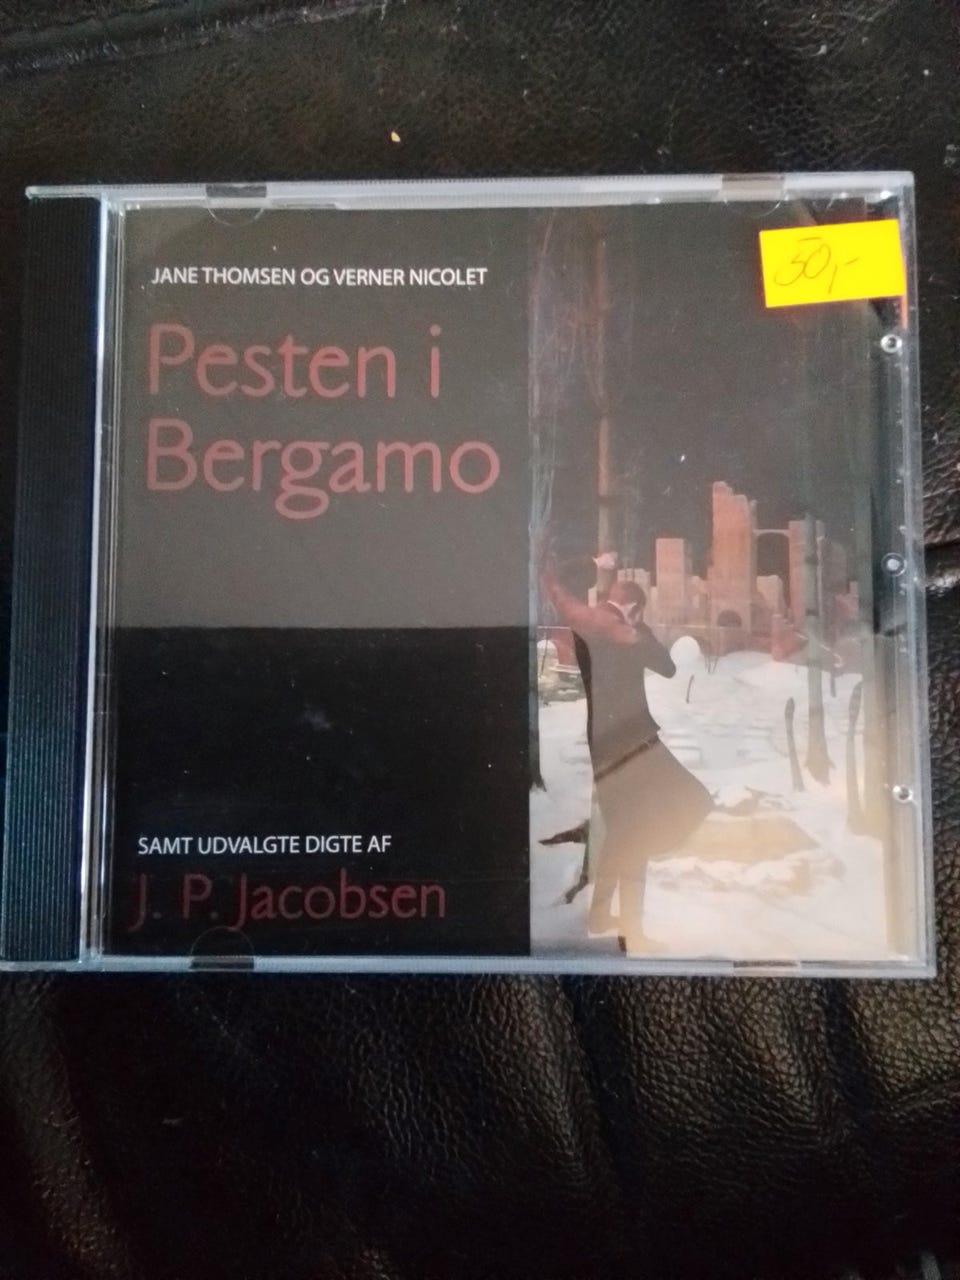 JANE THOMSEN OG VERNER NICOLET
50,-
Pesten i
Bergamo
SAMT UDVALGTE DIGTE AF
J. P. Jacobsen